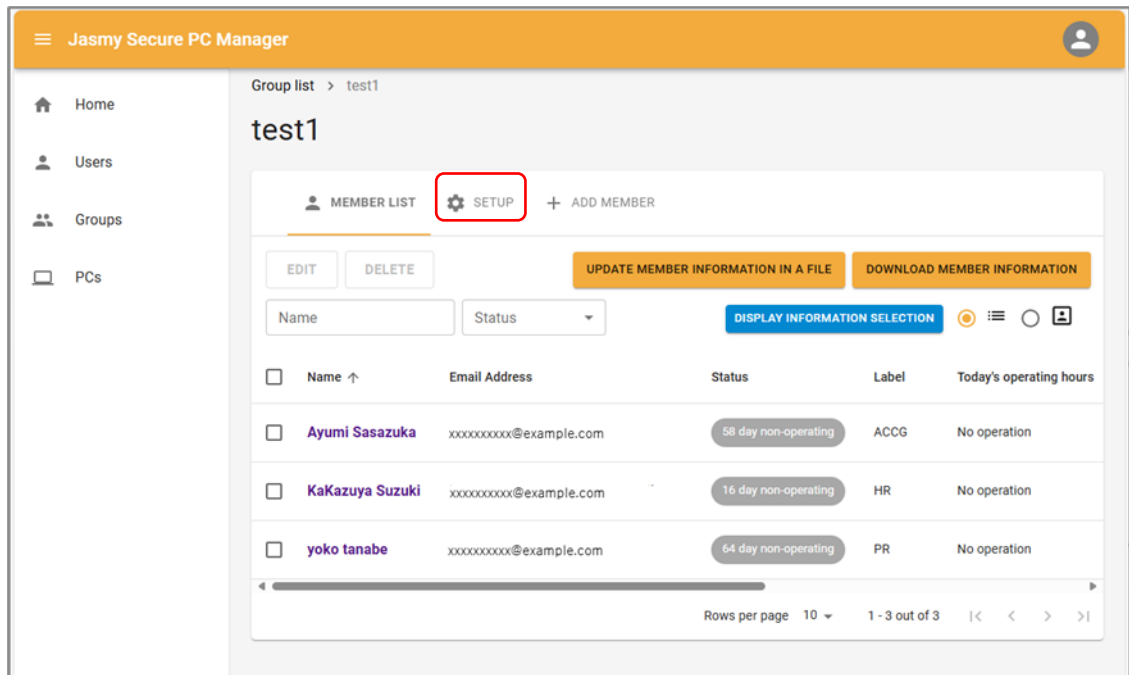 Jasmy Secure PC Manager
Home
Users
Groups
PCs
Group list > test1
test1
MEMBER LIST SETUP + ADD MEMBER
EDIT DELETE UPDATE MEMBER INFORMATION IN A FILE DOWNLOAD MEMBER INFORMATION
Name Status DISPLAY INFORMATION SELECTION
Name ↑ Email Address Status Label Today's operating hours
Ayumi Sasazuka xxxxxxxxxx@example.com 58 day non-operating ACCG No operation
KaKazuya Suzuki xxxxxxxxxx@example.com 16 day non-operating HR No operation
yoko tanabe xxxxxxxxxx@example.com 64 day non-operating PR No operation
Rows per page 10 1 - 3 out of 3